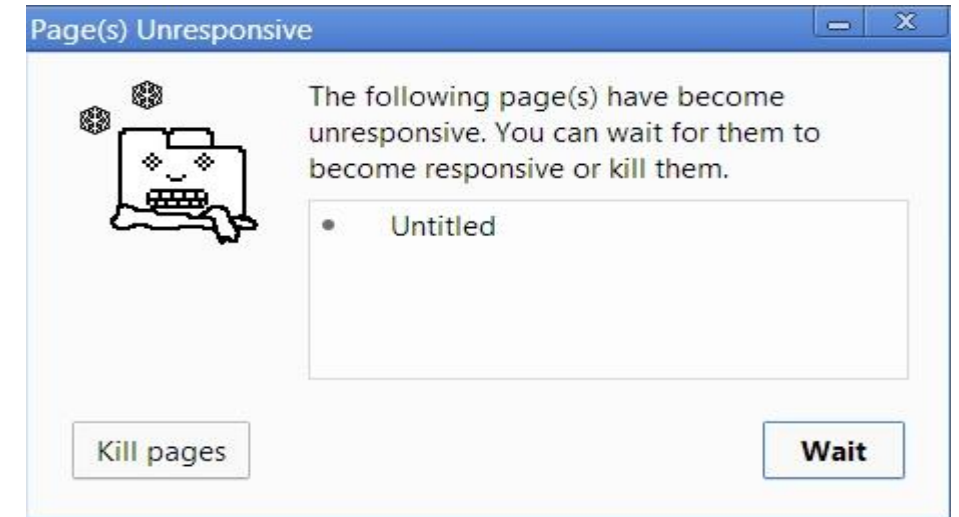 Page(s) Unresponsive
The following page(s) have become
unresponsive. You can wait for them to
become responsive or kill them.
Untitled
Kill pages
Wait